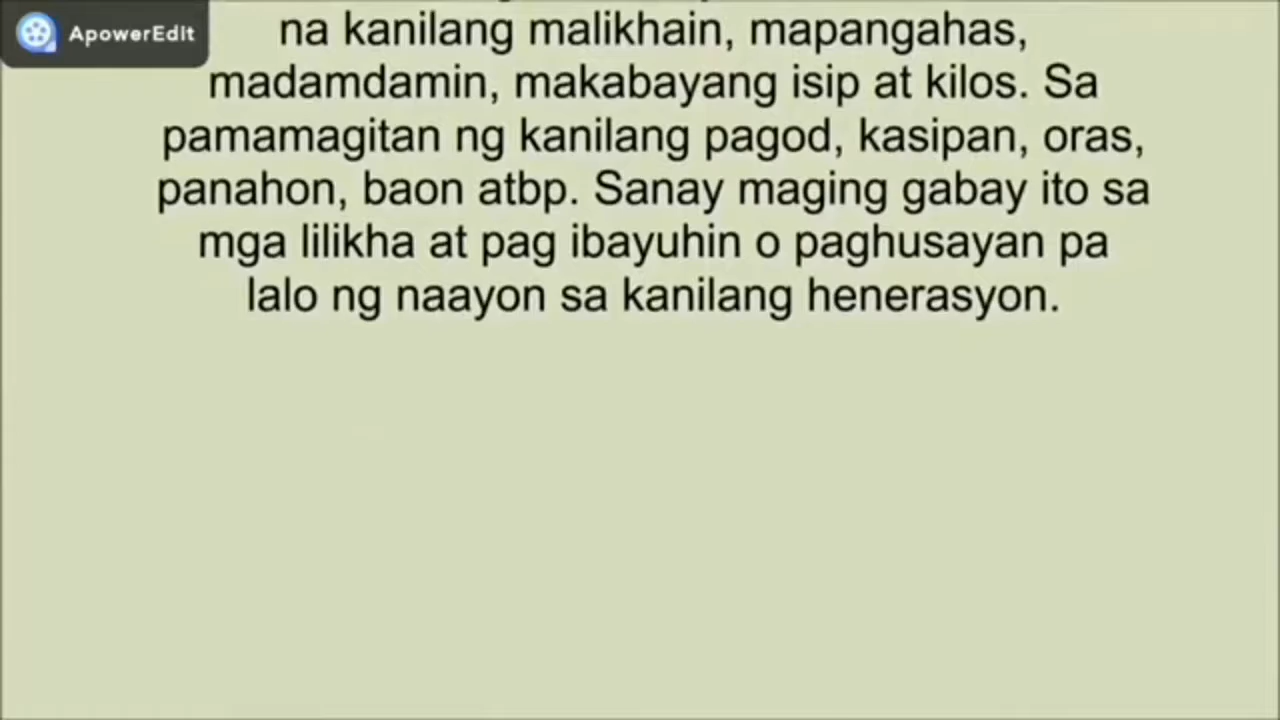 ApowerEdit
na kanilang malikhain, mapangahas,
madamdamin, makabayang isip at kilos. Sa
pamamagitan ng kanilang pagod, kasipan, oras,
panahon, baon atbp. Sanay maging gabay ito sa
mga lilikha at pag ibayuhin o paghusayan pa
lalo ng naayon sa kanilang henerasyon.